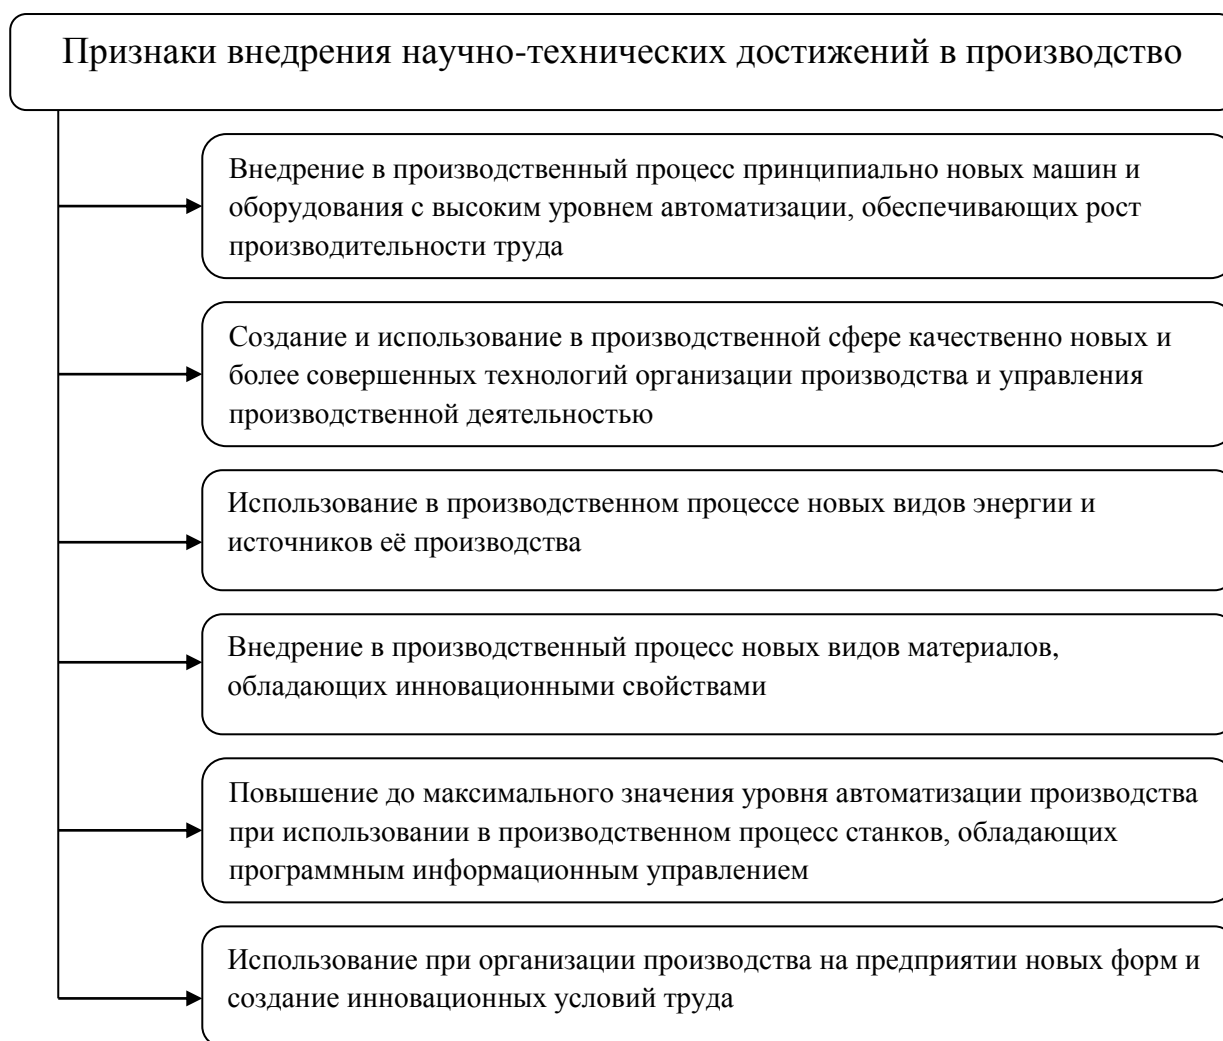 Признаки внедрения научно-технических достижений в производство
Внедрение в производственный процесс принципиально новых машин и
оборудования с высоким уровнем автоматизации, обеспечивающих рост
производительности труда
Создание и использование в производственной сфере качественно новых и
более совершенных технологий организации производства и управления
производственной деятельностью
Использование в производственном процессе новых видов энергии и
источников её производства
Внедрение в производственный процесс новых видов материалов,
обладающих инновационными свойствами
Повышение до максимального значения уровня автоматизации производства
при использовании в производственном процесс станков, обладающих
программным информационным управлением
Использование при организации производства на предприятии новых форм и
создание инновационных условий труда